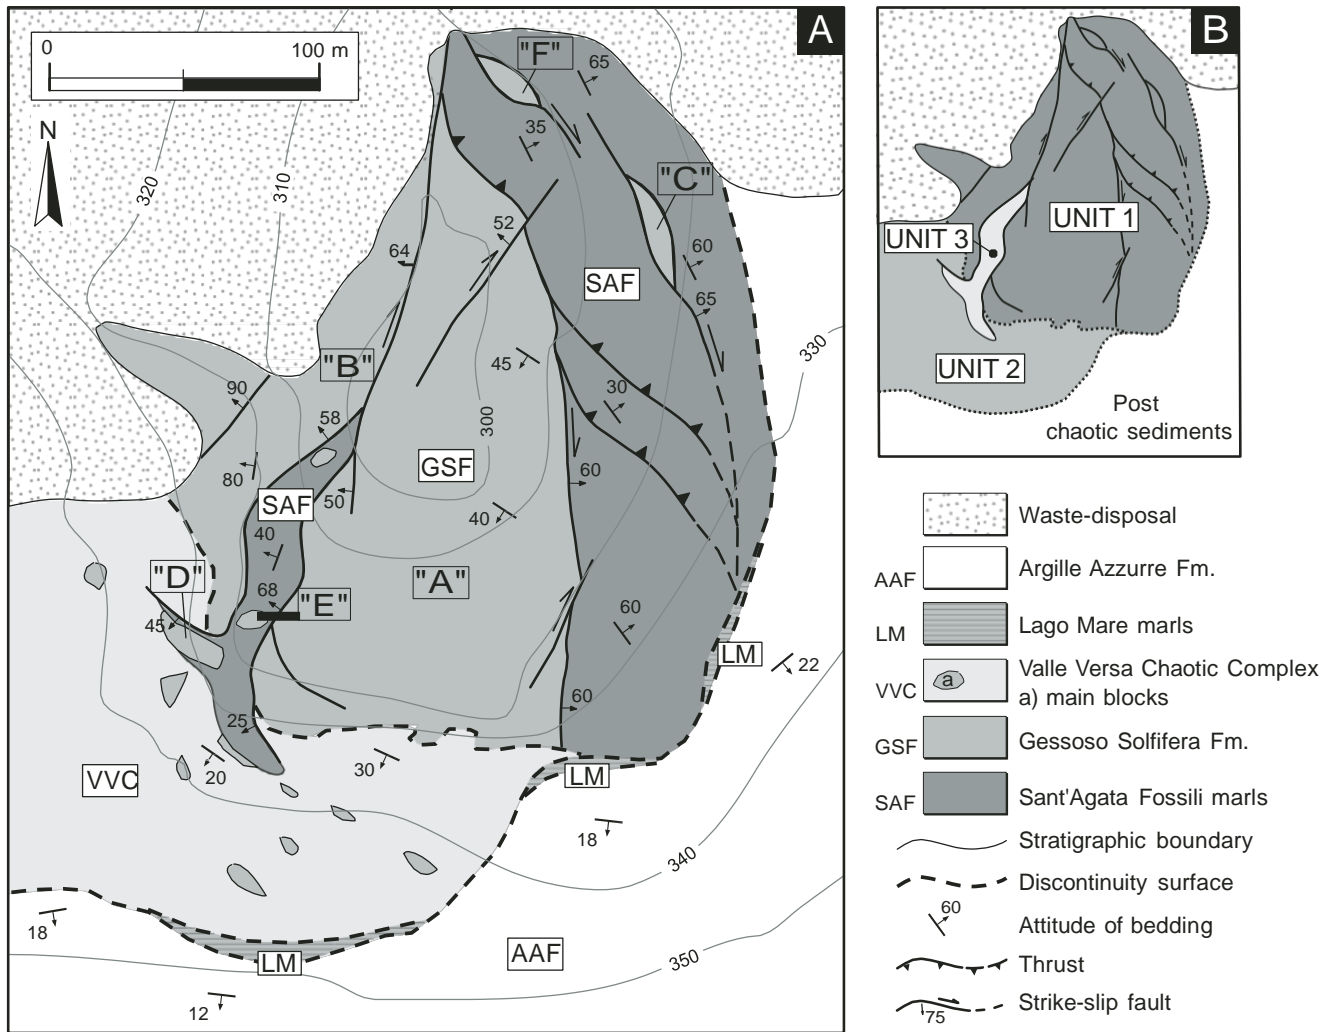 0
100 m
A
N
320
310
"F"
65
35
"C"
52
64
60
SAF
65
330
"B"
45
30
90
58
300
GSF
80
50
60
SAF
40
40
"D"
"A"
68
"E"
45
60
LM
22
60
25
20
30
LM
VVC
18
340
18
LM
AAF
350
12
B
UNIT 1
UNIT 3
UNIT 2
Post
chaotic sediments
Waste-disposal
AAF Argille Azzurre Fm.
LM Lago Mare marls
VVC a Valle Versa Chaotic Complex
a) main blocks
GSF Gessoso Solfifera Fm.
SAF Sant'Agata Fossili marls
Stratigraphic boundary
Discontinuity surface
60 Attitude of bedding
Thrust
75 Strike-slip fault